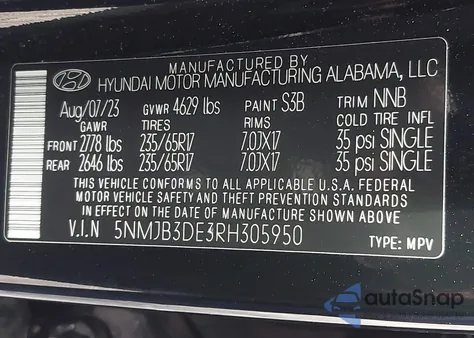 MANUFACTURED BY
HYUNDAI MOTOR MANUFACTURING ALABAMA, LLC
Aug/07/23 GVWR 4629 lbs PAINT S3B TRIM NNB
GAWR TIRES RIMS COLD TIRE INFL
FRONT 2778 lbs 235/65R17 7.0JX17 35 psi SINGLE
REAR 2646 lbs 235/65R17 7.0JX17 35 psi SINGLE
THIS VEHICLE CONFORMS TO ALL APPLICABLE U.S.A. FEDERAL
MOTOR VEHICLE SAFETY AND THEFT PREVENTION STANDARDS
IN EFFECT ON THE DATE OF MANUFACTURE SHOWN ABOVE
V.I.N 5NMJB3DE3RH305950 TYPE: MPV
autoSnap